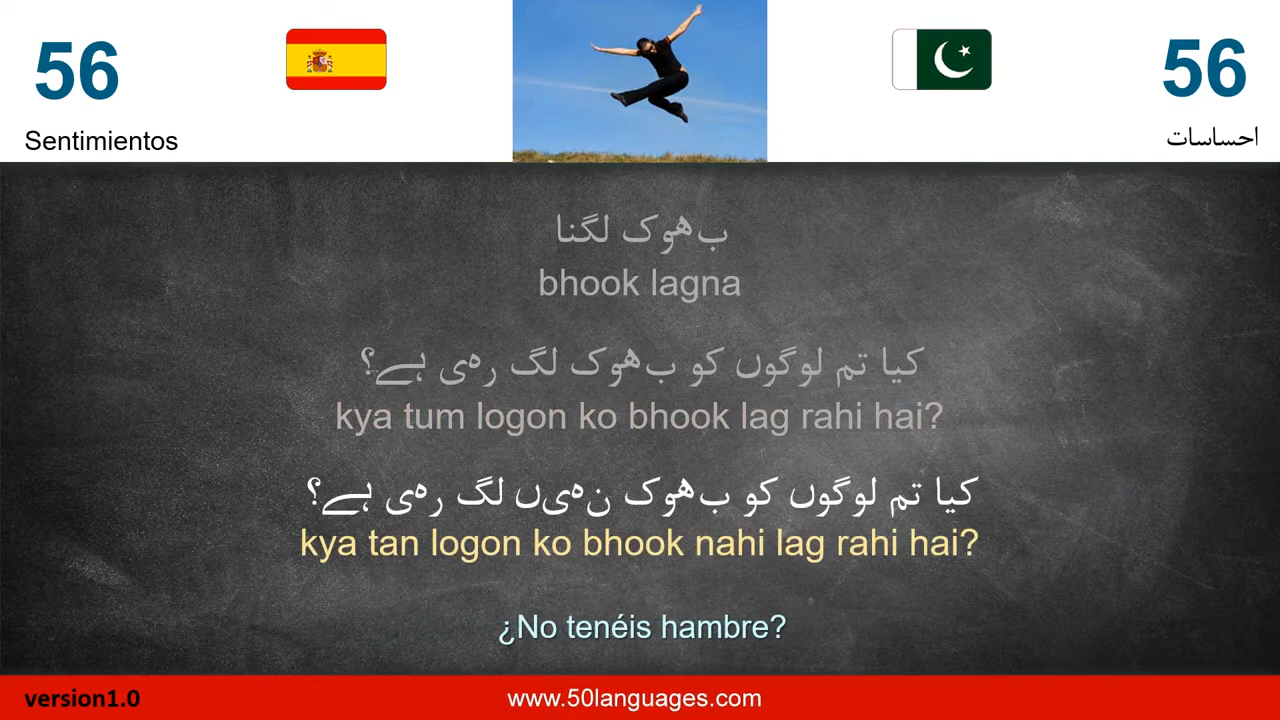 56
56
Sentimientos
احساسات
بھوک لگنا
bhook lagna
کیا تم لوگوں کو بھوک لگ رہی ہے؟
kya tum logon ko bhook lag rahi hai?
کیا تم لوگوں کو بھوک نہیں لگ رہی ہے؟
kya tan logon ko bhook nahi lag rahi hai?
¿No tenéis hambre?
version1.0
www.50languages.com